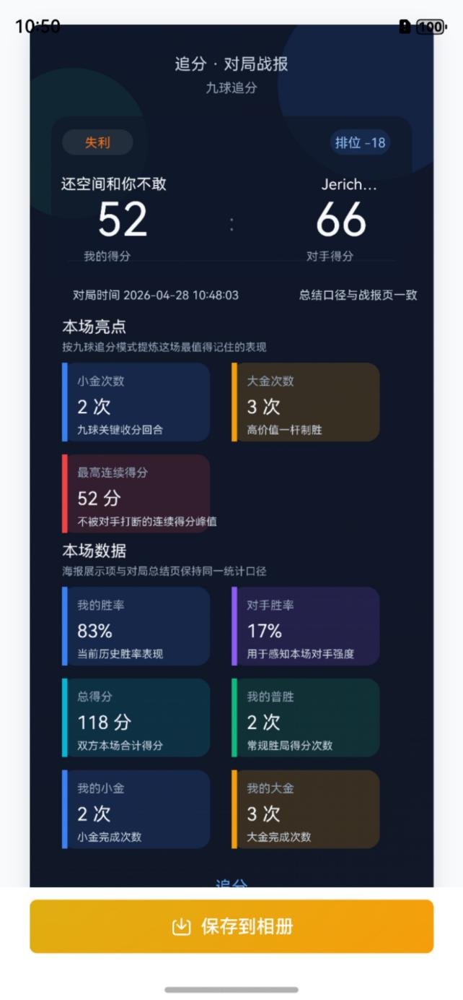 10:50
100
追分 · 对局战报
九球追分
失利
排位 -18
还空间和你不敢
Jerich...
52
:
66
我的得分
对手得分
对局时间 2026-04-28 10:48:03
总结口径与战报页一致
本场亮点
按九球追分模式提炼这场最值得记住的表现
小金次数
大金次数
2 次
3 次
九球关键收分回合
高价值一杆制胜
最高连续得分
52 分
不被对手打断的连续得分峰值
本场数据
海报展示项与对局总结页保持同一统计口径
我的胜率
对手胜率
83%
17%
当前历史胜率表现
用于感知本场对手强度
总得分
我的普胜
118 分
2 次
双方本场合计得分
常规胜局得分次数
我的小金
我的大金
2 次
3 次
小金完成次数
大金完成次数
追分
保存到相册